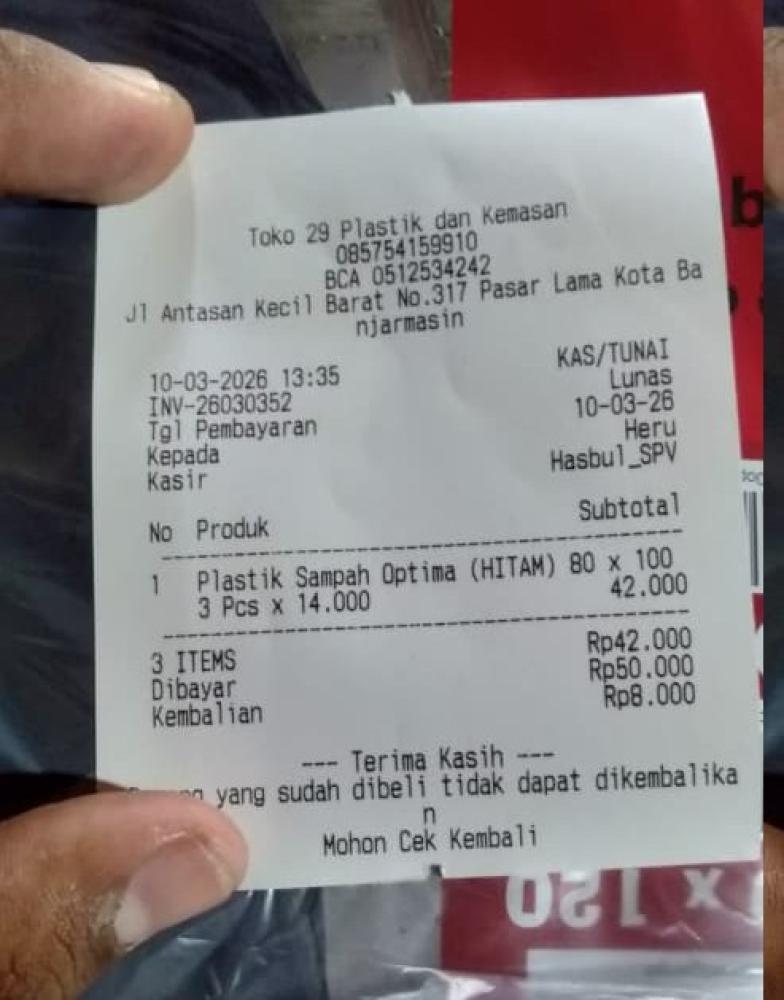 Toko 29 Plastik dan Kemasan
085754159910
BCA 0512534242
Jl Antasan Kecil Barat No.317 Pasar Lama Kota Ba
njarmasin
10-03-2026 13:35 KAS/TUNAI
INV-26030352 Lunas
Tgl Pembayaran 10-03-26
Kepada Heru
Kasir Hasbul_SPV
No Produk Subtotal
1 Plastik Sampah Optima (HITAM) 80 x 100
3 Pcs x 14.000 42.000
3 ITEMS Rp42.000
Dibayar Rp50.000
Kembalian Rp8.000
--- Terima Kasih ---
yang sudah dibeli tidak dapat dikembalika
n
Mohon Cek Kembali
x 120